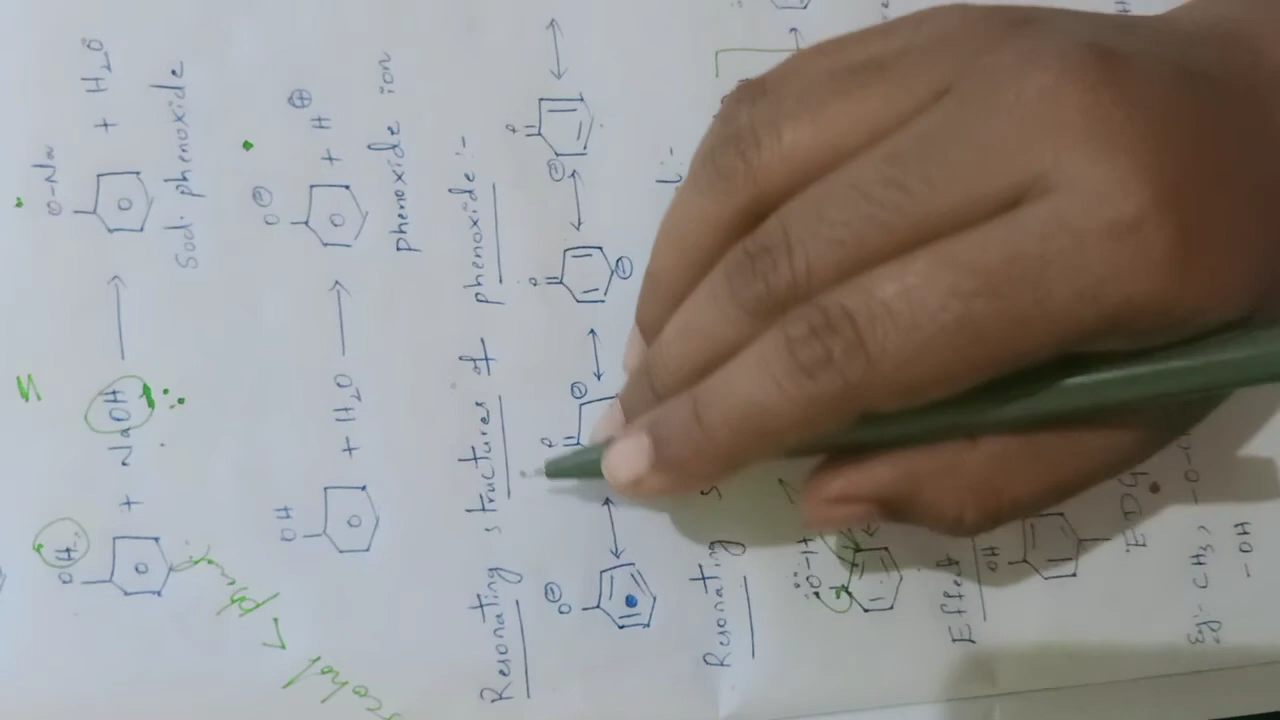 OH + NaOH ⟶ O-Na + H₂O
Sod. phenoxide
OH + H₂O ⟶ O⊖ + H⊕
phenoxide ion
Resonating structures of phenoxide :-
O⊖ ⟷ O ⊖ ⟷ O ⊖ ⟷ O ⊖ ⟷
Resonating
:Ö-H
Effect
OH
EDG
Eg:- CH₃,
-OH